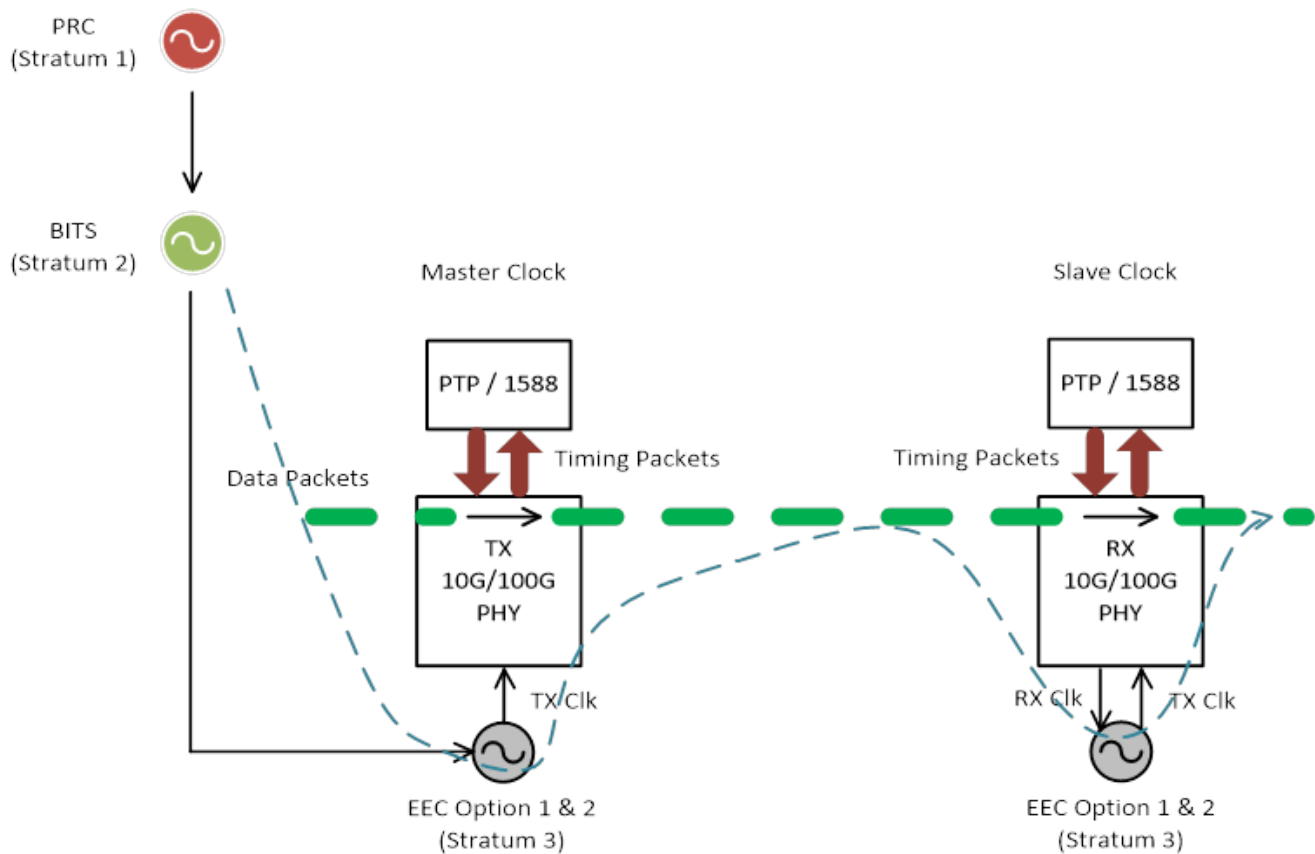 PRC
(Stratum 1)
BITS
(Stratum 2)
Master Clock
Slave Clock
PTP / 1588
PTP / 1588
Data Packets
Timing Packets
Timing Packets
TX
10G/100G
PHY
RX
10G/100G
PHY
TX Clk
RX Clk
TX Clk
EEC Option 1 & 2
(Stratum 3)
EEC Option 1 & 2
(Stratum 3)